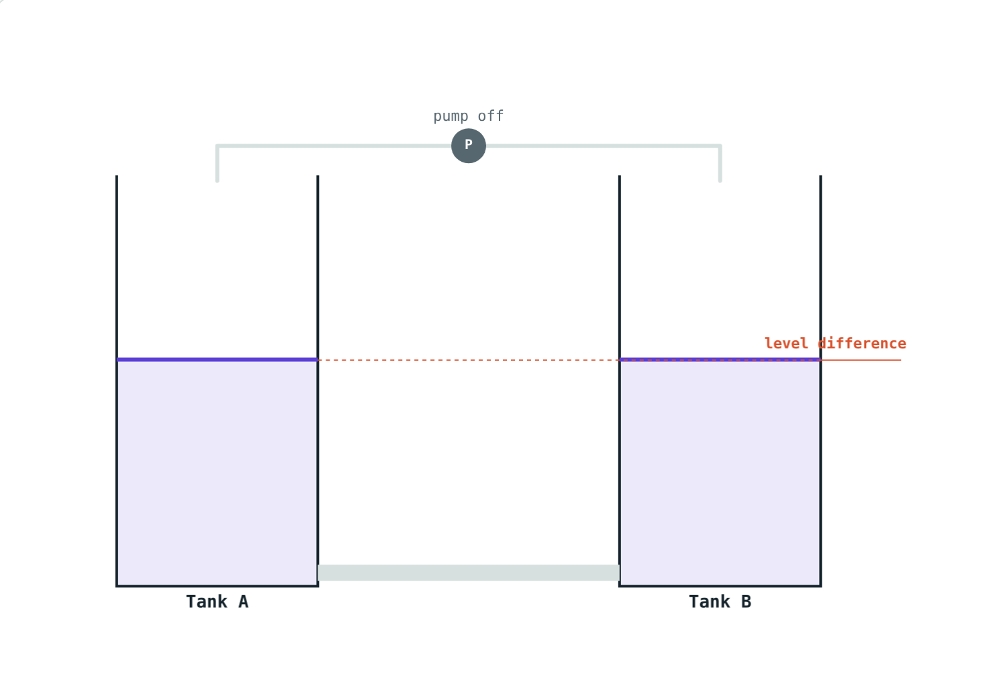 pump off
P
level difference
Tank A
Tank B